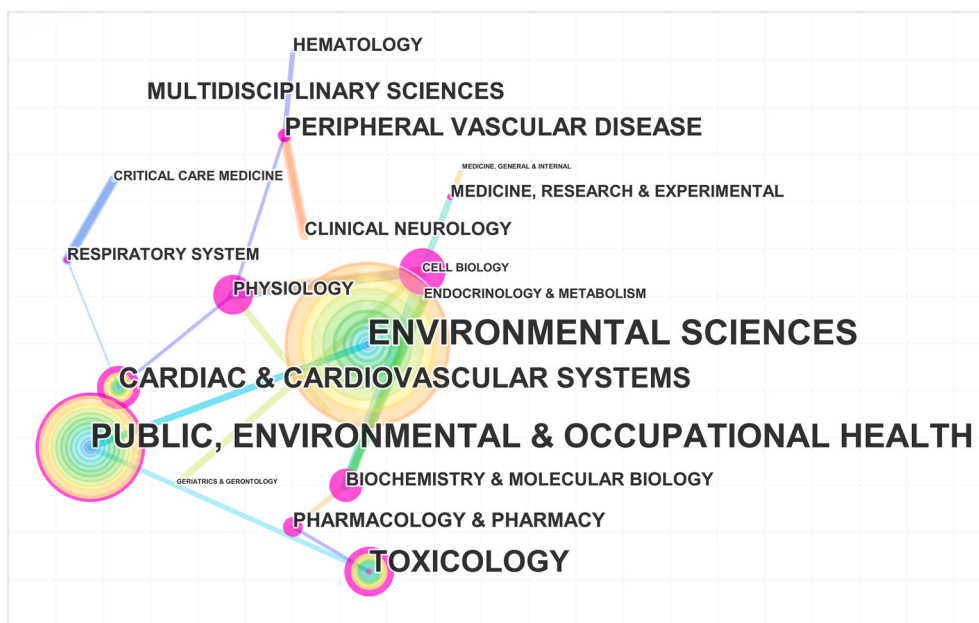 HEMATOLOGY
MULTIDISCIPLINARY SCIENCES
PERIPHERAL VASCULAR DISEASE
MEDICINE, GENERAL & INTERNAL
CRITICAL CARE MEDICINE
MEDICINE, RESEARCH & EXPERIMENTAL
CLINICAL NEUROLOGY
RESPIRATORY SYSTEM
CELL BIOLOGY
PHYSIOLOGY
ENDOCRINOLOGY & METABOLISM
ENVIRONMENTAL SCIENCES
CARDIAC & CARDIOVASCULAR SYSTEMS
PUBLIC, ENVIRONMENTAL & OCCUPATIONAL HEALTH
GERIATRICS & GERONTOLOGY
BIOCHEMISTRY & MOLECULAR BIOLOGY
PHARMACOLOGY & PHARMACY
TOXICOLOGY